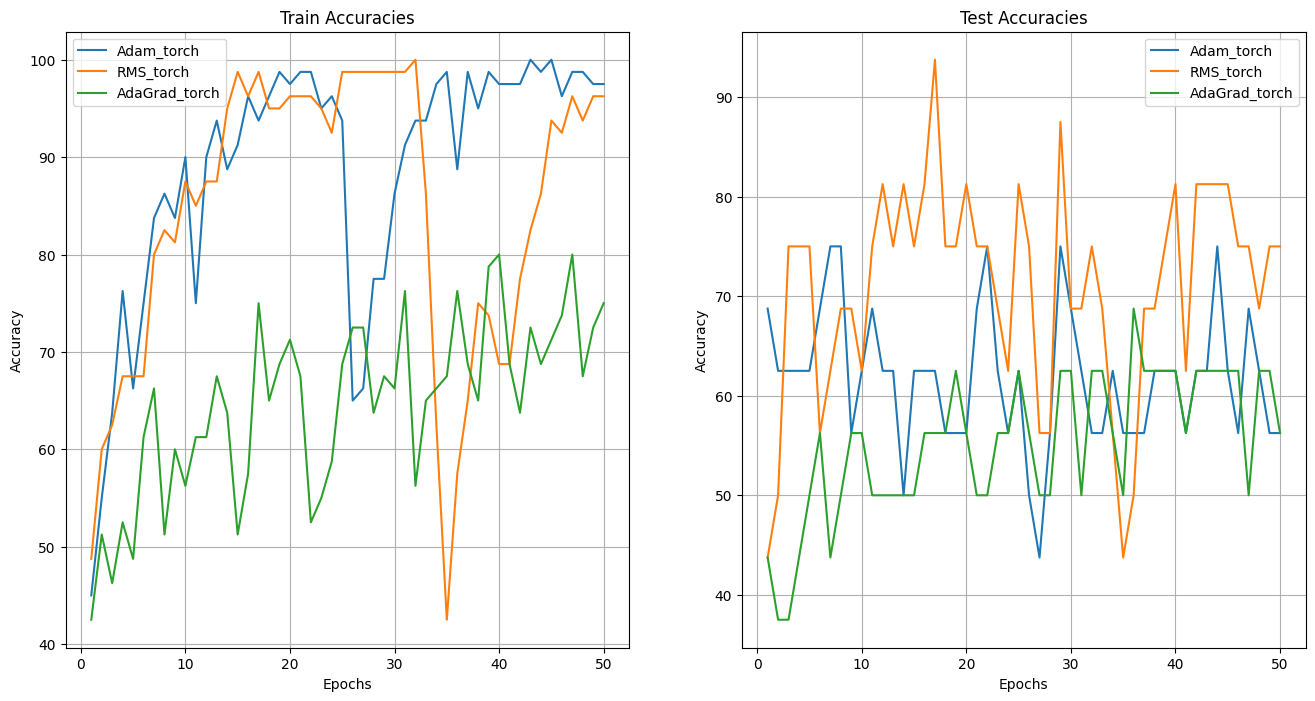 Train Accuracies
Adam_torch
RMS_torch
AdaGrad_torch
Accuracy
100
90
80
70
60
50
40
0 10 20 30 40 50
Epochs
Test Accuracies
Adam_torch
RMS_torch
AdaGrad_torch
Accuracy
90
80
70
60
50
40
0 10 20 30 40 50
Epochs